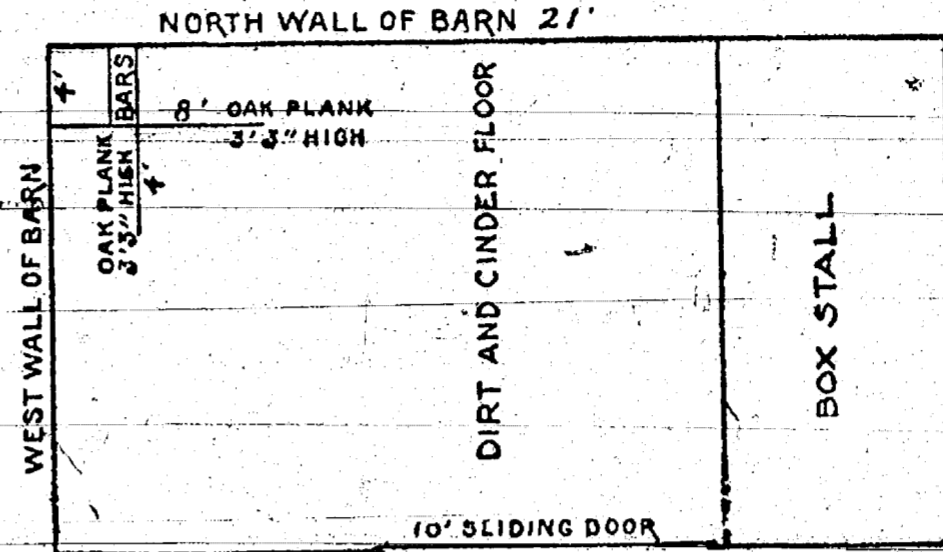 NORTH WALL OF BARN 21'
4'
BARS
8' OAK PLANK
3' 3" HIGH
OAK PLANK
3'3" HIGH
4'
WEST WALL OF BARN
DIRT AND CINDER FLOOR
BOX STALL
10' SLIDING DOOR